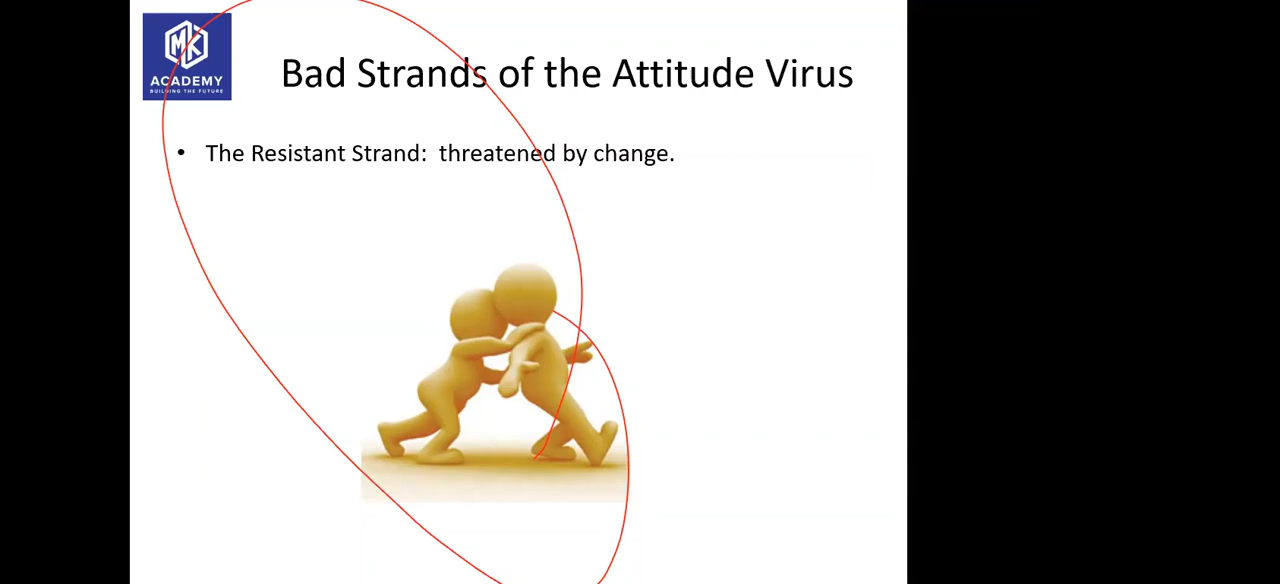 MK
ACADEMY
BUILDING THE FUTURE
Bad Strands of the Attitude Virus
• The Resistant Strand: threatened by change.